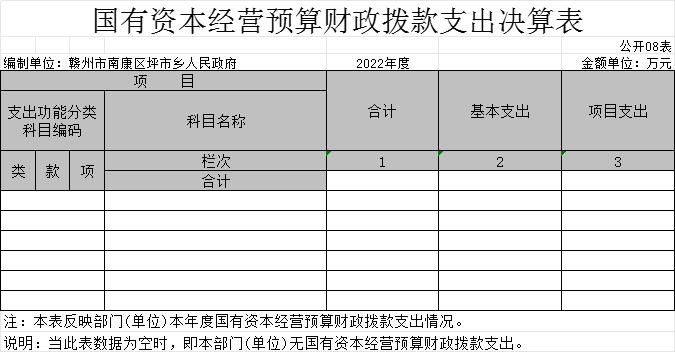 国有资本经营预算财政拨款支出决算表
公开08表
编制单位：赣州市南康区坪市乡人民政府 2022年度 金额单位：万元
项 目
支出功能分类
科目编码
科目名称 合计 基本支出 项目支出
类 款 项 栏次 1 2 3
合计
注：本表反映部门(单位)本年度国有资本经营预算财政拨款支出情况。
说明：当此表数据为空时，即本部门(单位)无国有资本经营预算财政拨款支出。